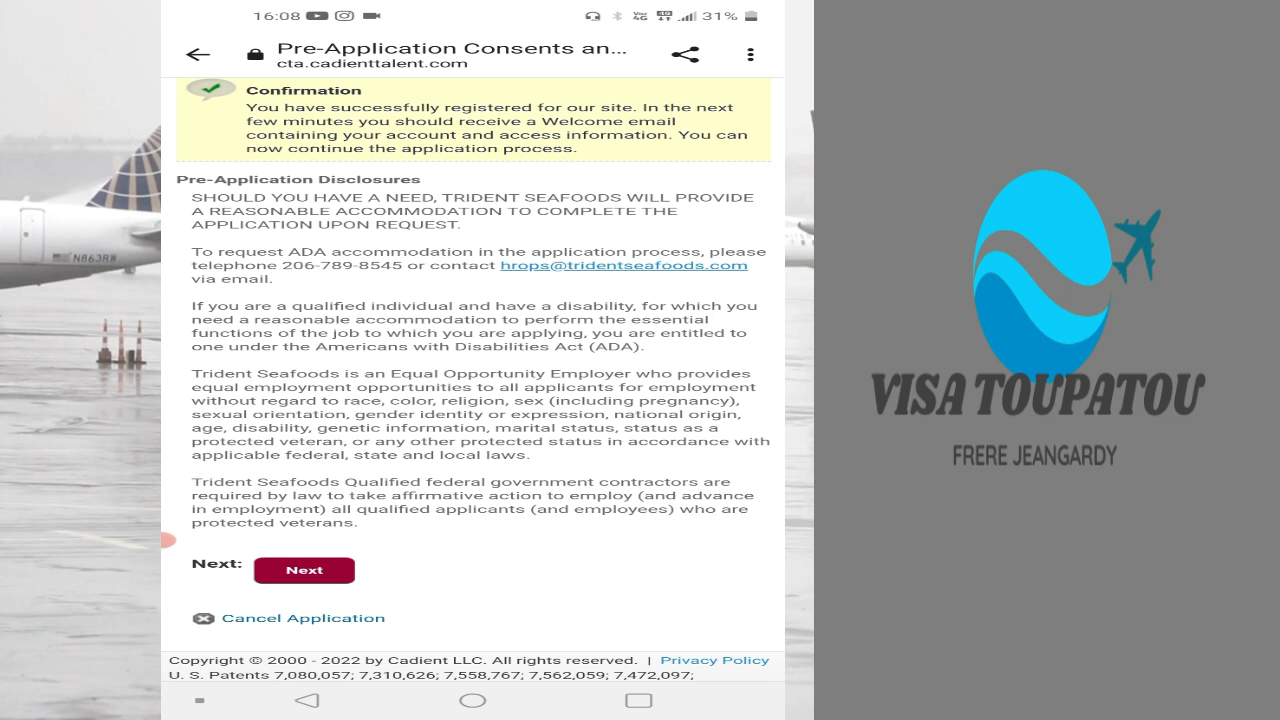 16:08
31%
Pre-Application Consents an...
cta.cadienttalent.com
Confirmation
You have successfully registered for our site. In the next
few minutes you should receive a Welcome email
containing your account and access information. You can
now continue the application process.
Pre-Application Disclosures
SHOULD YOU HAVE A NEED, TRIDENT SEAFOODS WILL PROVIDE
A REASONABLE ACCOMMODATION TO COMPLETE THE
APPLICATION UPON REQUEST.
To request ADA accommodation in the application process, please
telephone 206-789-8545 or contact hrops@tridentseafoods.com
via email.
If you are a qualified individual and have a disability, for which you
need a reasonable accommodation to perform the essential
functions of the job to which you are applying, you are entitled to
one under the Americans with Disabilities Act (ADA).
Trident Seafoods is an Equal Opportunity Employer who provides
equal employment opportunities to all applicants for employment
without regard to race, color, religion, sex (including pregnancy),
sexual orientation, gender identity or expression, national origin,
age, disability, genetic information, marital status, status as a
protected veteran, or any other protected status in accordance with
applicable federal, state and local laws.
Trident Seafoods Qualified federal government contractors are
required by law to take affirmative action to employ (and advance
in employment) all qualified applicants (and employees) who are
protected veterans.
Next: Next
Cancel Application
Copyright © 2000 - 2022 by Cadient LLC. All rights reserved. | Privacy Policy
U. S. Patents 7,080,057; 7,310,626; 7,558,767; 7,562,059; 7,472,097;
N863RW
VISA TOUPATOU
FRERE JEANGARDY